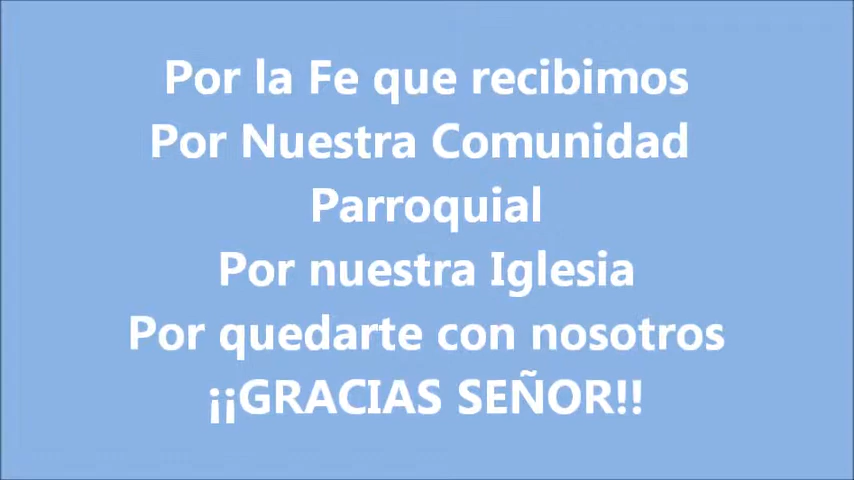 Por la Fe que recibimos
Por Nuestra Comunidad
Parroquial
Por nuestra Iglesia
Por quedarte con nosotros
¡¡GRACIAS SEÑOR!!